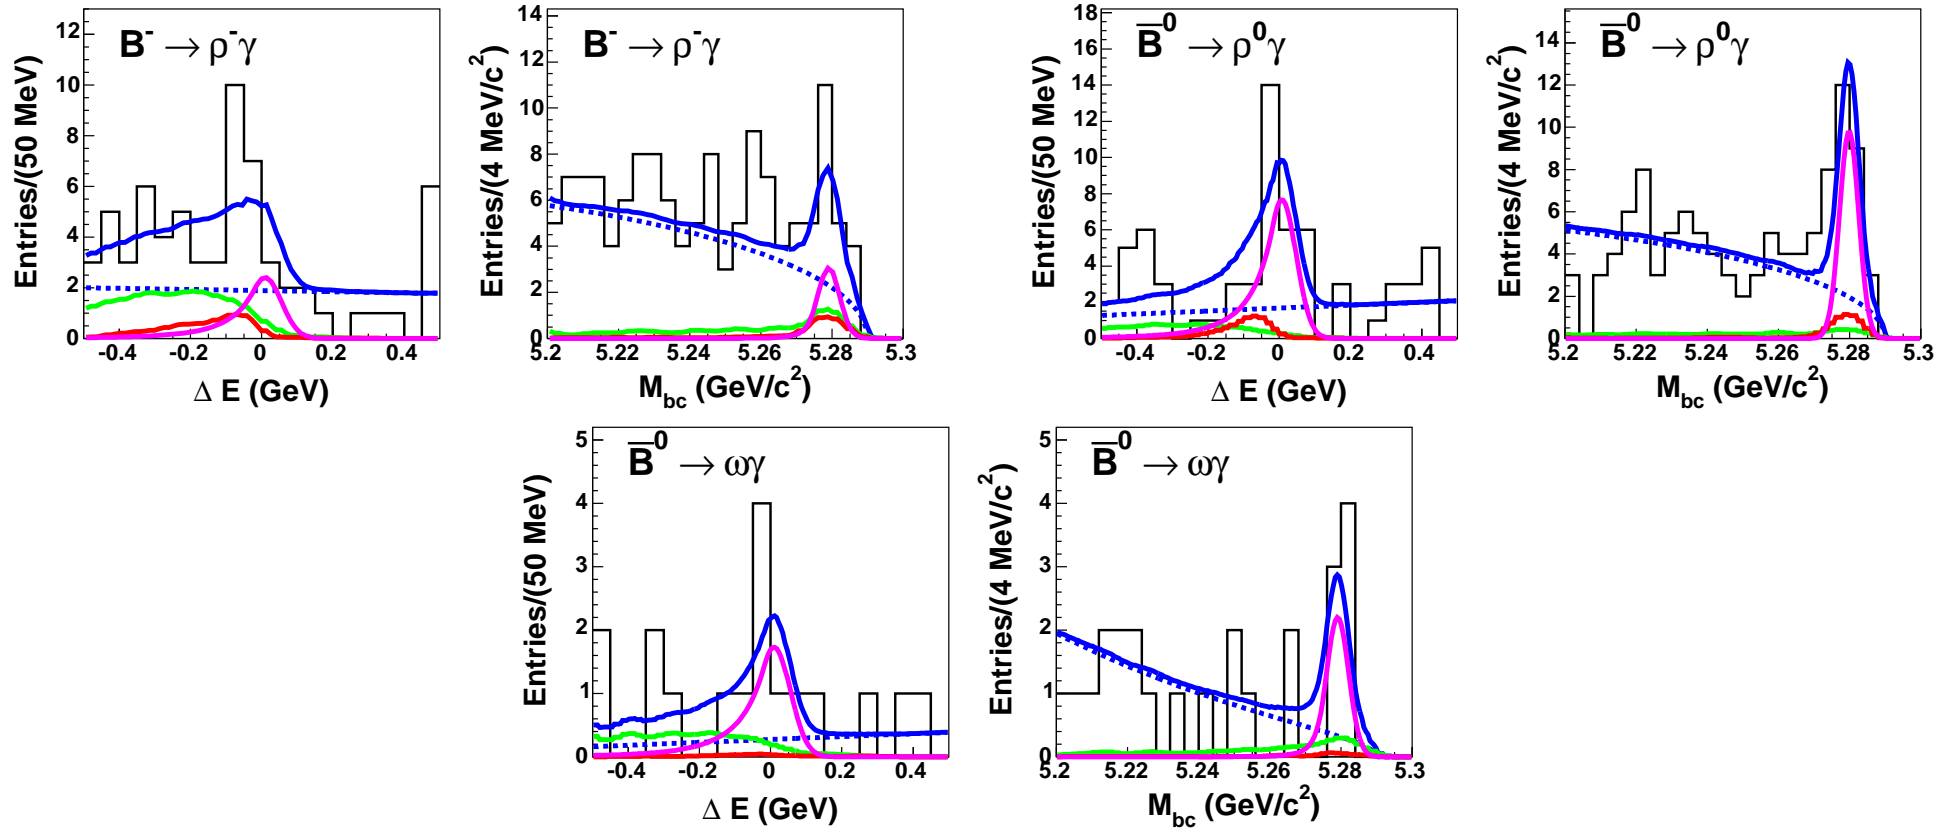 B⁻ → ρ⁻γ
Entries/(50 MeV)
12
10
8
6
4
2
0
-0.4 -0.2 0 0.2 0.4
Δ E (GeV)
B⁻ → ρ⁻γ
Entries/(4 MeV/c²)
14
12
10
8
6
4
2
0
5.2 5.22 5.24 5.26 5.28 5.3
M_bc (GeV/c²)
B̅⁰ → ρ⁰γ
Entries/(50 MeV)
18
16
14
12
10
8
6
4
2
0
-0.4 -0.2 0 0.2 0.4
Δ E (GeV)
B̅⁰ → ρ⁰γ
Entries/(4 MeV/c²)
14
12
10
8
6
4
2
0
5.2 5.22 5.24 5.26 5.28 5.3
M_bc (GeV/c²)
B̅⁰ → ωγ
Entries/(50 MeV)
5
4
3
2
1
0
-0.4 -0.2 0 0.2 0.4
Δ E (GeV)
B̅⁰ → ωγ
Entries/(4 MeV/c²)
5
4
3
2
1
0
5.2 5.22 5.24 5.26 5.28 5.3
M_bc (GeV/c²)